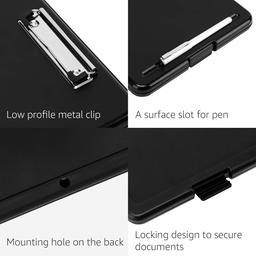 Low profile metal clip
A surface slot for pen
Mounting hole on the back
Locking design to secure
documents